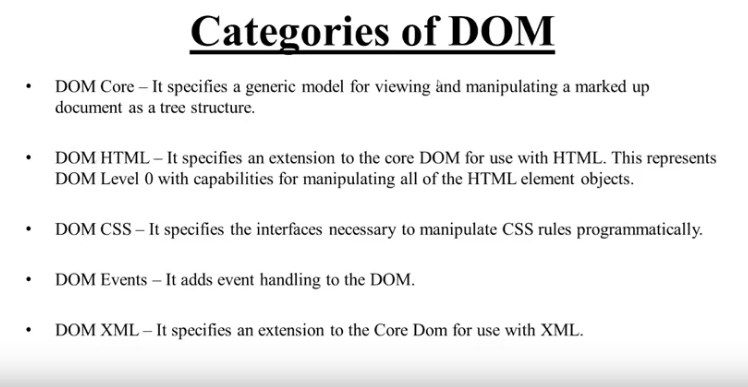 Categories of DOM
• DOM Core – It specifies a generic model for viewing and manipulating a marked up
document as a tree structure.
• DOM HTML – It specifies an extension to the core DOM for use with HTML. This represents
DOM Level 0 with capabilities for manipulating all of the HTML element objects.
• DOM CSS – It specifies the interfaces necessary to manipulate CSS rules programmatically.
• DOM Events – It adds event handling to the DOM.
• DOM XML – It specifies an extension to the Core Dom for use with XML.